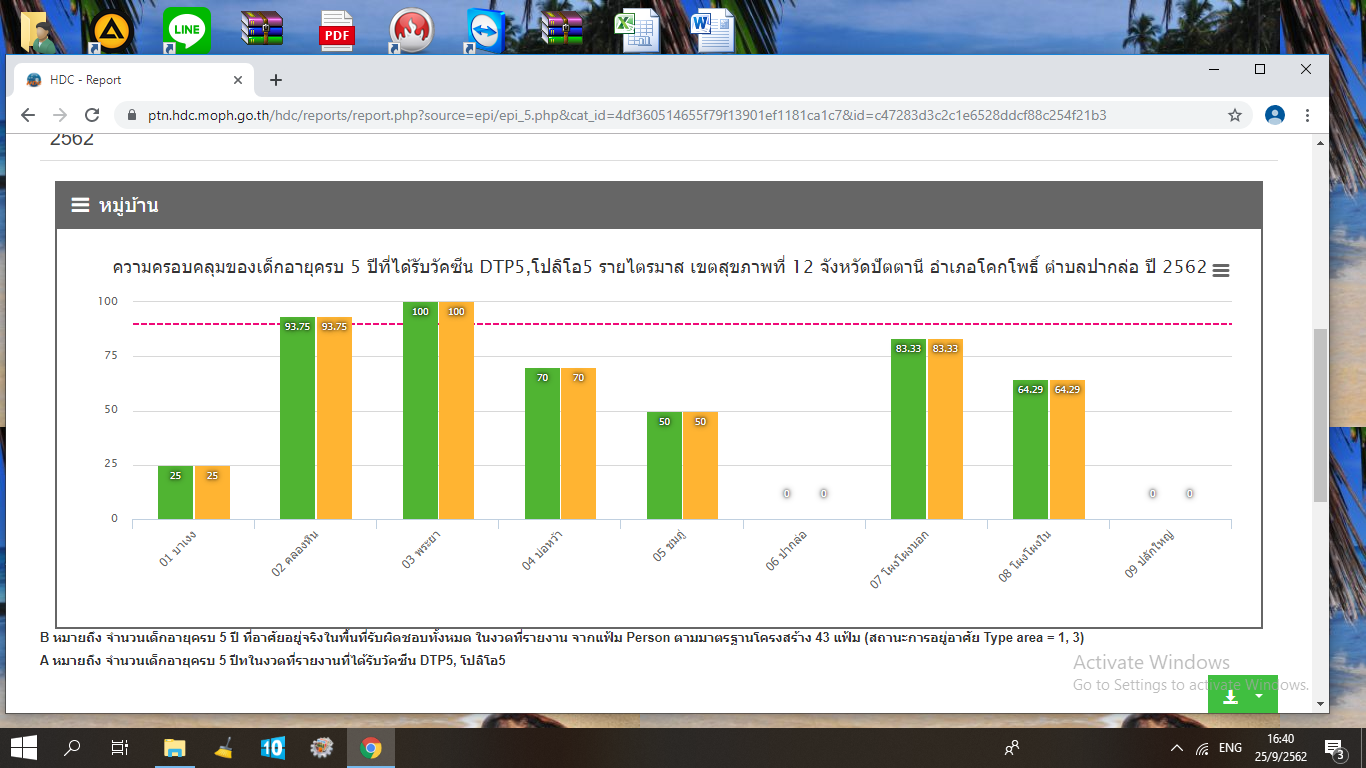 LINE
PDF
HDC - Report
ptn.hdc.moph.go.th/hdc/reports/report.php?source=epi/epi_5.php&cat_id=4df360514655f79f13901ef1181ca1c7&id=c47283d3c2c1e6528ddcf88c254f21b3
2562
หมู่บ้าน
ความครอบคลุมของเด็กอายุครบ 5 ปีที่ได้รับวัคซีน DTP5,โปลิโอ5 รายไตรมาส เขตสุขภาพที่ 12 จังหวัดปัตตานี อำเภอโคกโพธิ์ ตำบลปากล่อ ปี 2562
100
75
50
25
0
25 25
93.75 93.75
100 100
70 70
50 50
0 0
83.33 83.33
64.29 64.29
0 0
01 นาเงง
02 คลองหิน
03 พระยา
04 บ่อหว้า
05 ชมภู่
06 ปากล่อ
07 โผงโผงนอก
08 โผงโผงใน
09 ปลักใหญ่
B หมายถึง จำนวนเด็กอายุครบ 5 ปี ที่อาศัยอยู่จริงในพื้นที่รับผิดชอบทั้งหมด ในงวดที่รายงาน จากแฟ้ม Person ตามมาตรฐานโครงสร้าง 43 แฟ้ม (สถานะการอยู่อาศัย Type area = 1, 3)
A หมายถึง จำนวนเด็กอายุครบ 5 ปีทในงวดที่รายงานที่ได้รับวัคซีน DTP5, โปลิโอ5
Activate Windows
Go to Settings to activate Windows.
10
ENG
16:40
25/9/2562
3